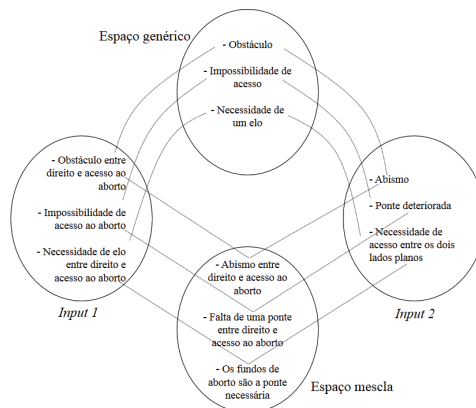 Espaço genérico
- Obstáculo
- Impossibilidade de
acesso
- Necessidade de
um elo
- Obstáculo entre
direito e acesso ao
aborto
- Impossibilidade de
acesso ao aborto
- Necessidade de elo
entre direito e
acesso ao aborto
Input 1
- Abismo
- Ponte deteriorada
- Necessidade de
acesso entre os dois
lados planos
Input 2
- Abismo entre
direito e acesso ao
aborto
- Falta de uma ponte
entre direito e
acesso ao aborto
- Os fundos de
aborto são a ponte
necessária
Espaço mescla